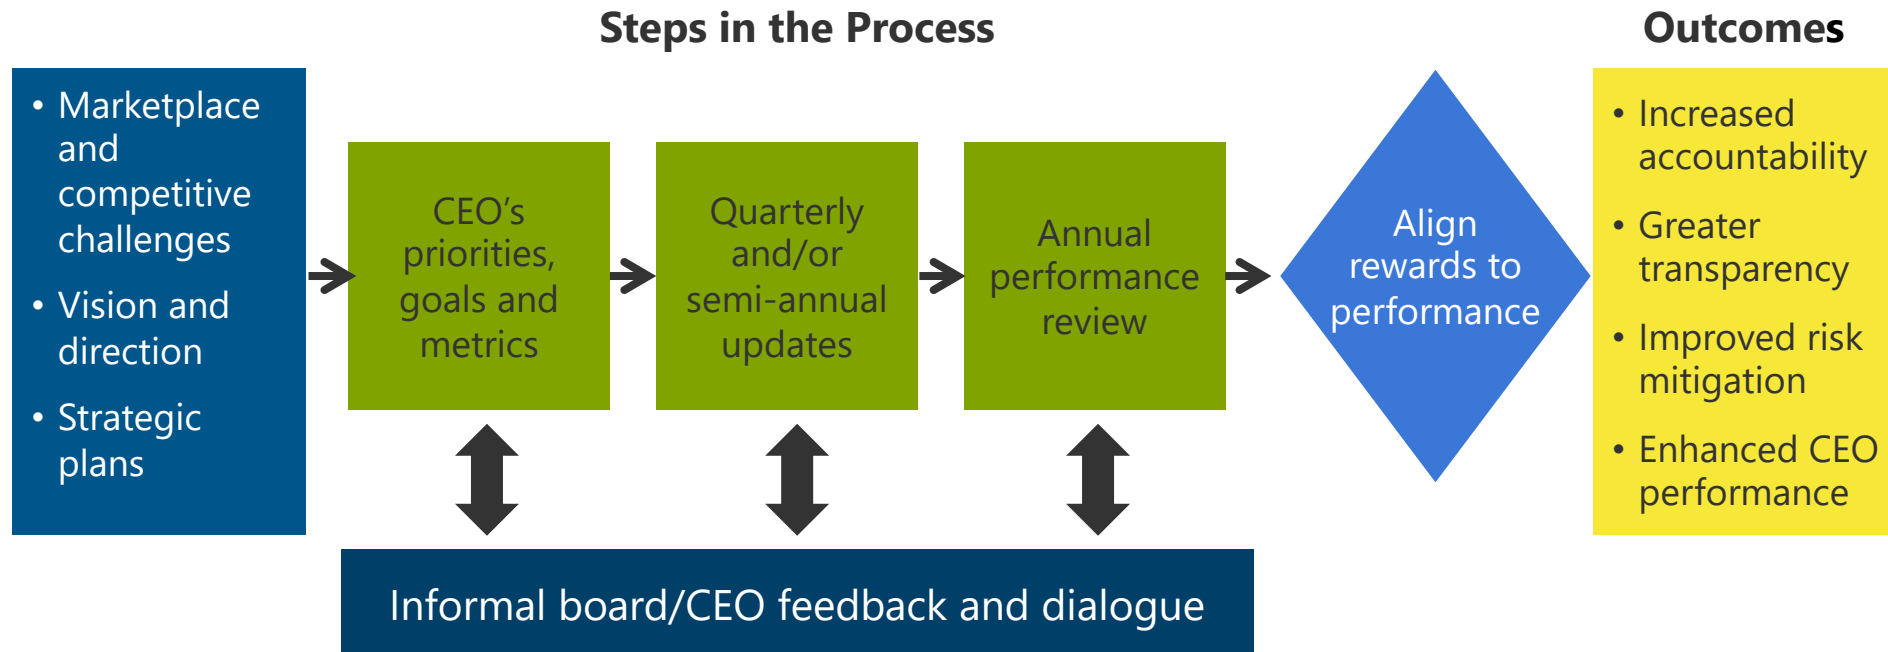 Steps in the Process
Outcomes
• Marketplace
and
competitive
challenges
• Vision and
direction
• Strategic
plans
CEO’s
priorities,
goals and
metrics
Quarterly
and/or
semi-annual
updates
Annual
performance
review
Align
rewards to
performance
• Increased
accountability
• Greater
transparency
• Improved risk
mitigation
• Enhanced CEO
performance
Informal board/CEO feedback and dialogue